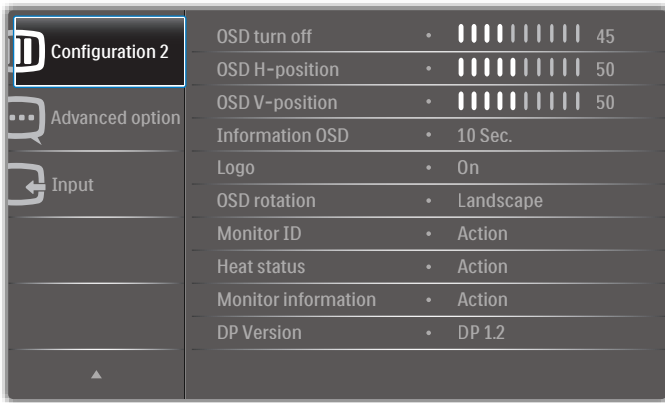 Configuration 2
Advanced option
Input
OSD turn off • 45
OSD H-position • 50
OSD V-position • 50
Information OSD • 10 Sec.
Logo • On
OSD rotation • Landscape
Monitor ID • Action
Heat status • Action
Monitor information • Action
DP Version • DP 1.2